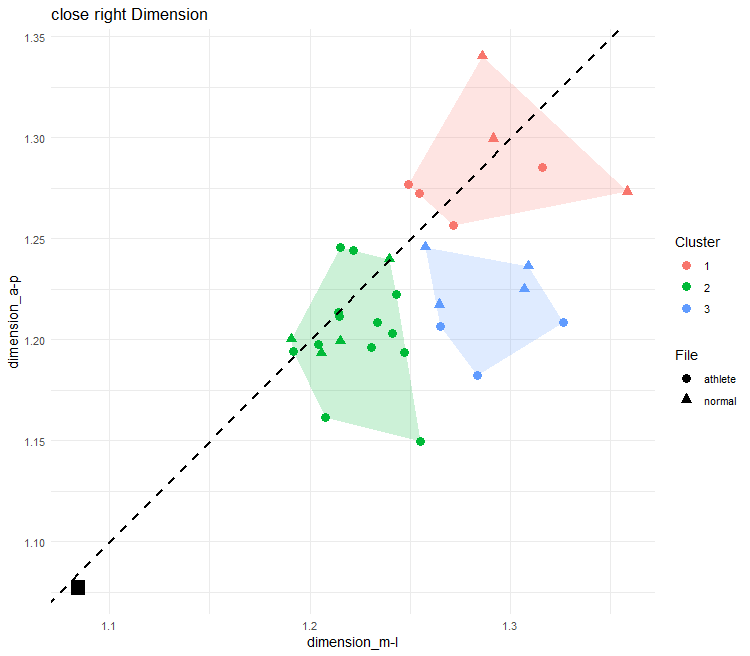 close right Dimension
1.35
1.30
1.25
1.20
1.15
1.10
dimension_a-p
1.1
1.2
1.3
dimension_m-l
Cluster
1
2
3
File
athlete
normal